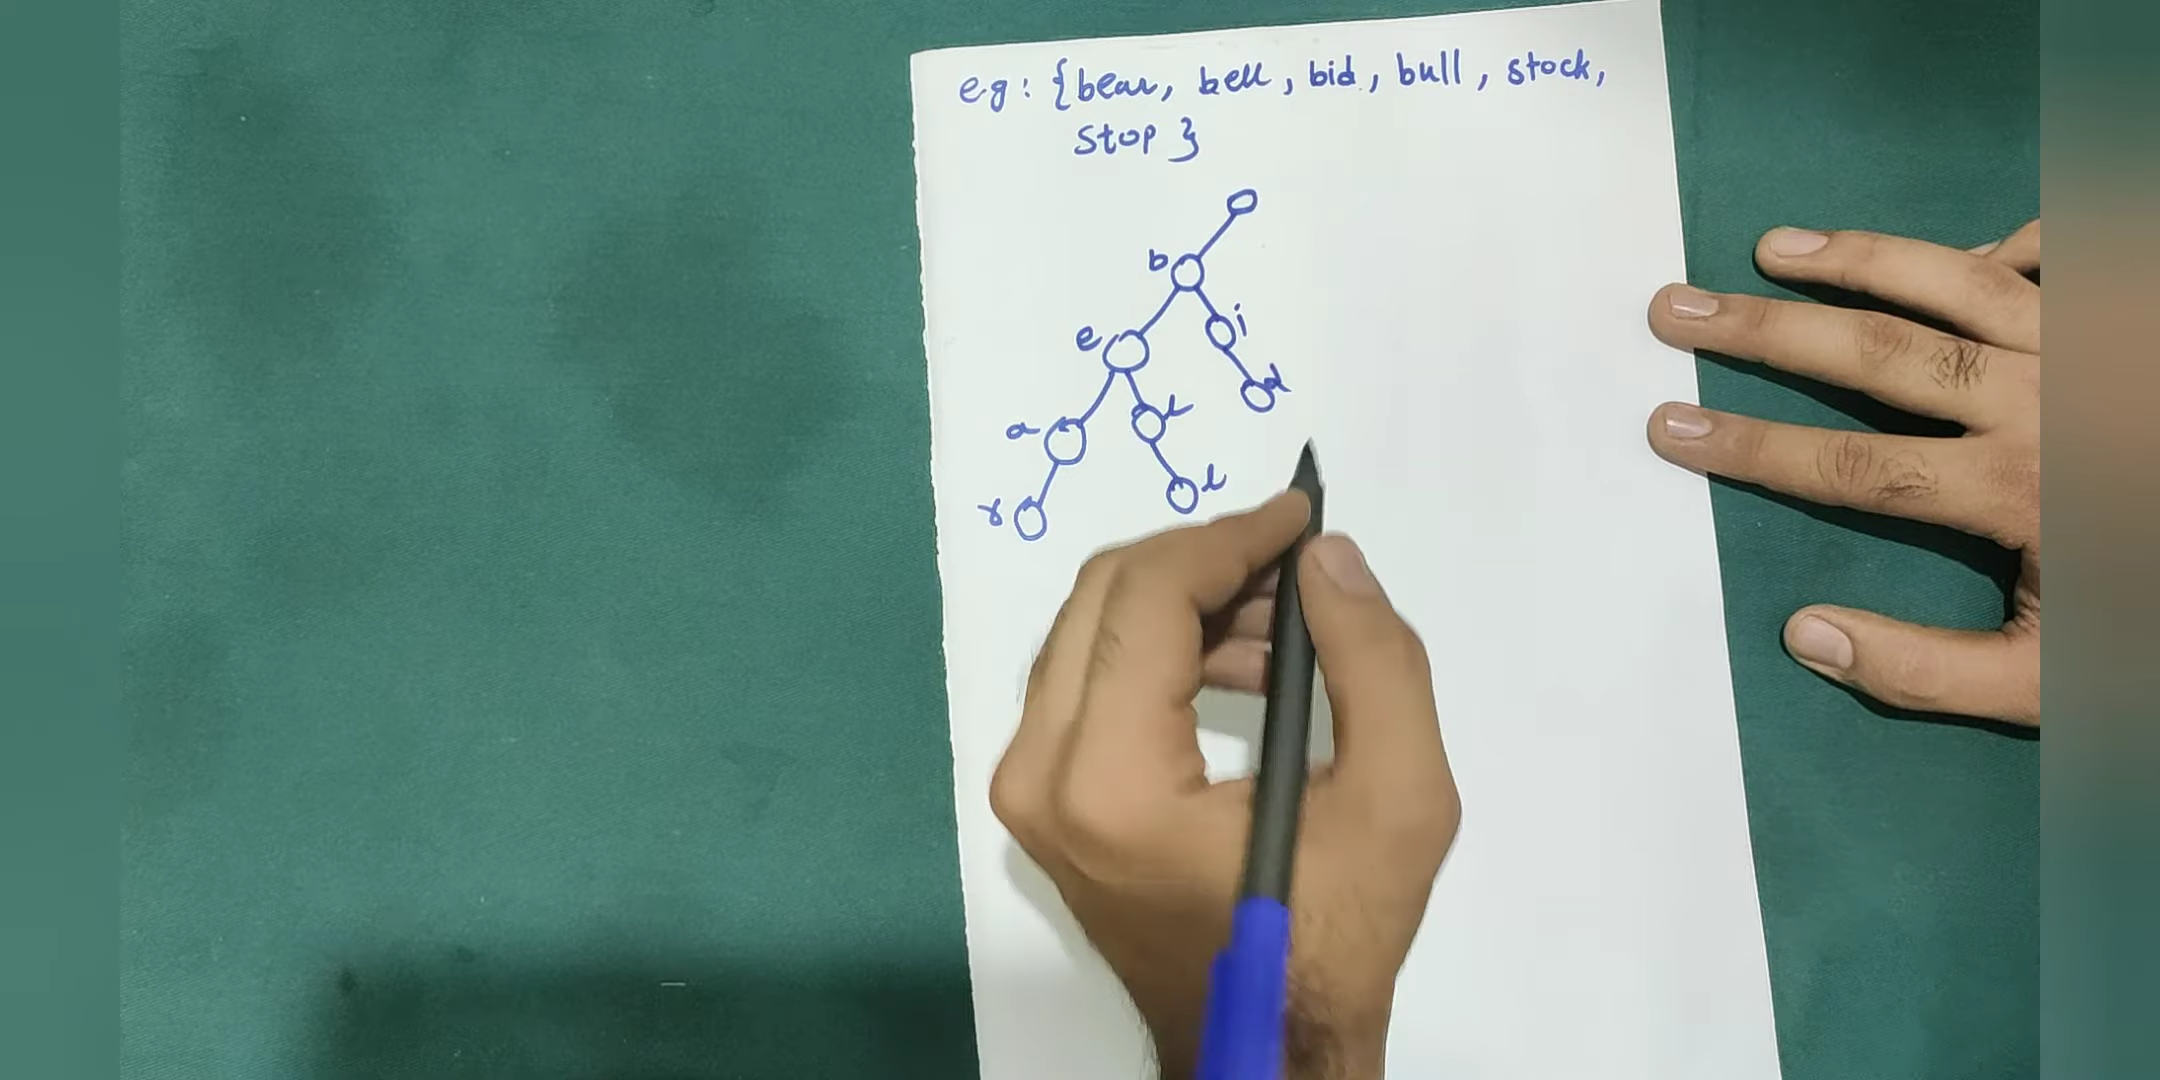 eg: {bear, bell, bid, bull, stock,
stop }
b
i
e
d
l
a
l
r